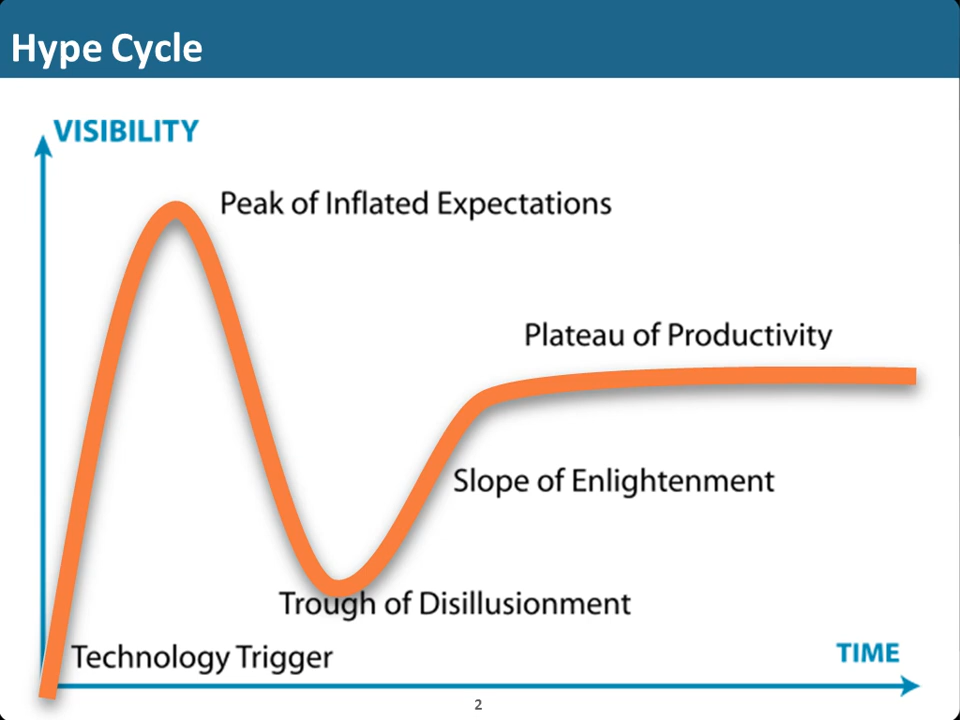 Hype Cycle
VISIBILITY
Peak of Inflated Expectations
Plateau of Productivity
Slope of Enlightenment
Trough of Disillusionment
Technology Trigger
TIME
2